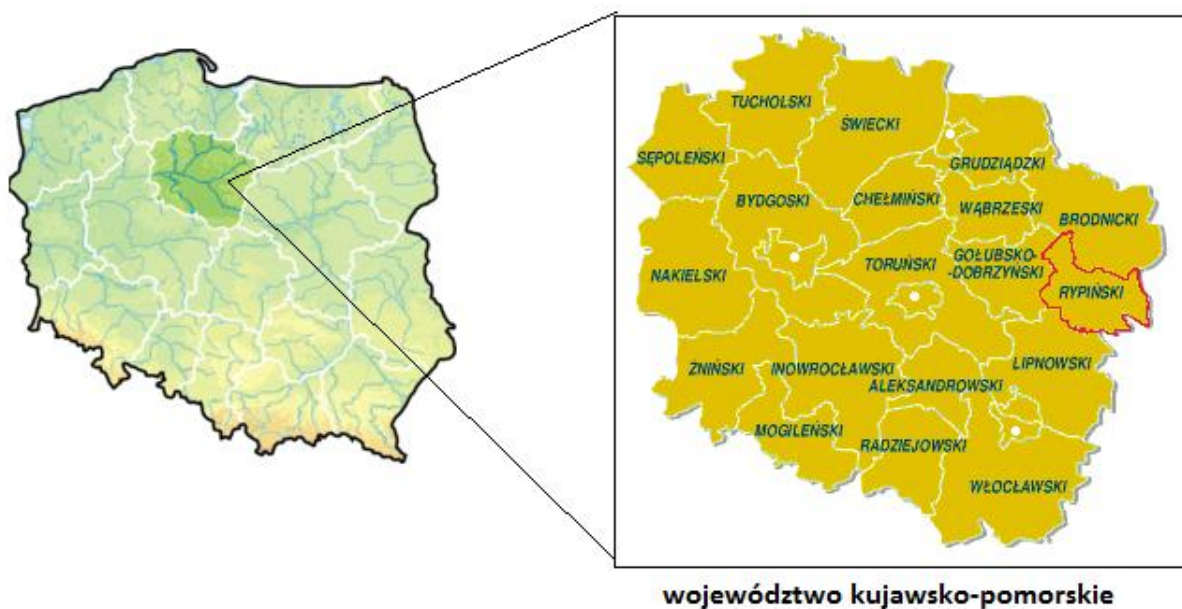 TUCHOLSKI
ŚWIECKI
SĘPOLEŃSKI
GRUDZIĄDZKI
BYDGOSKI
CHEŁMIŃSKI
WĄBRZESKI
BRODNICKI
NAKIELSKI
TORUŃSKI
GOŁUBSKO-
-DOBRZYŃSKI
RYPIŃSKI
ŻNIŃSKI
INOWROCŁAWSKI
LIPNOWSKI
ALEKSANDROWSKI
MOGILEŃSKI
RADZIEJOWSKI
WŁOCŁAWSKI
województwo kujawsko-pomorskie